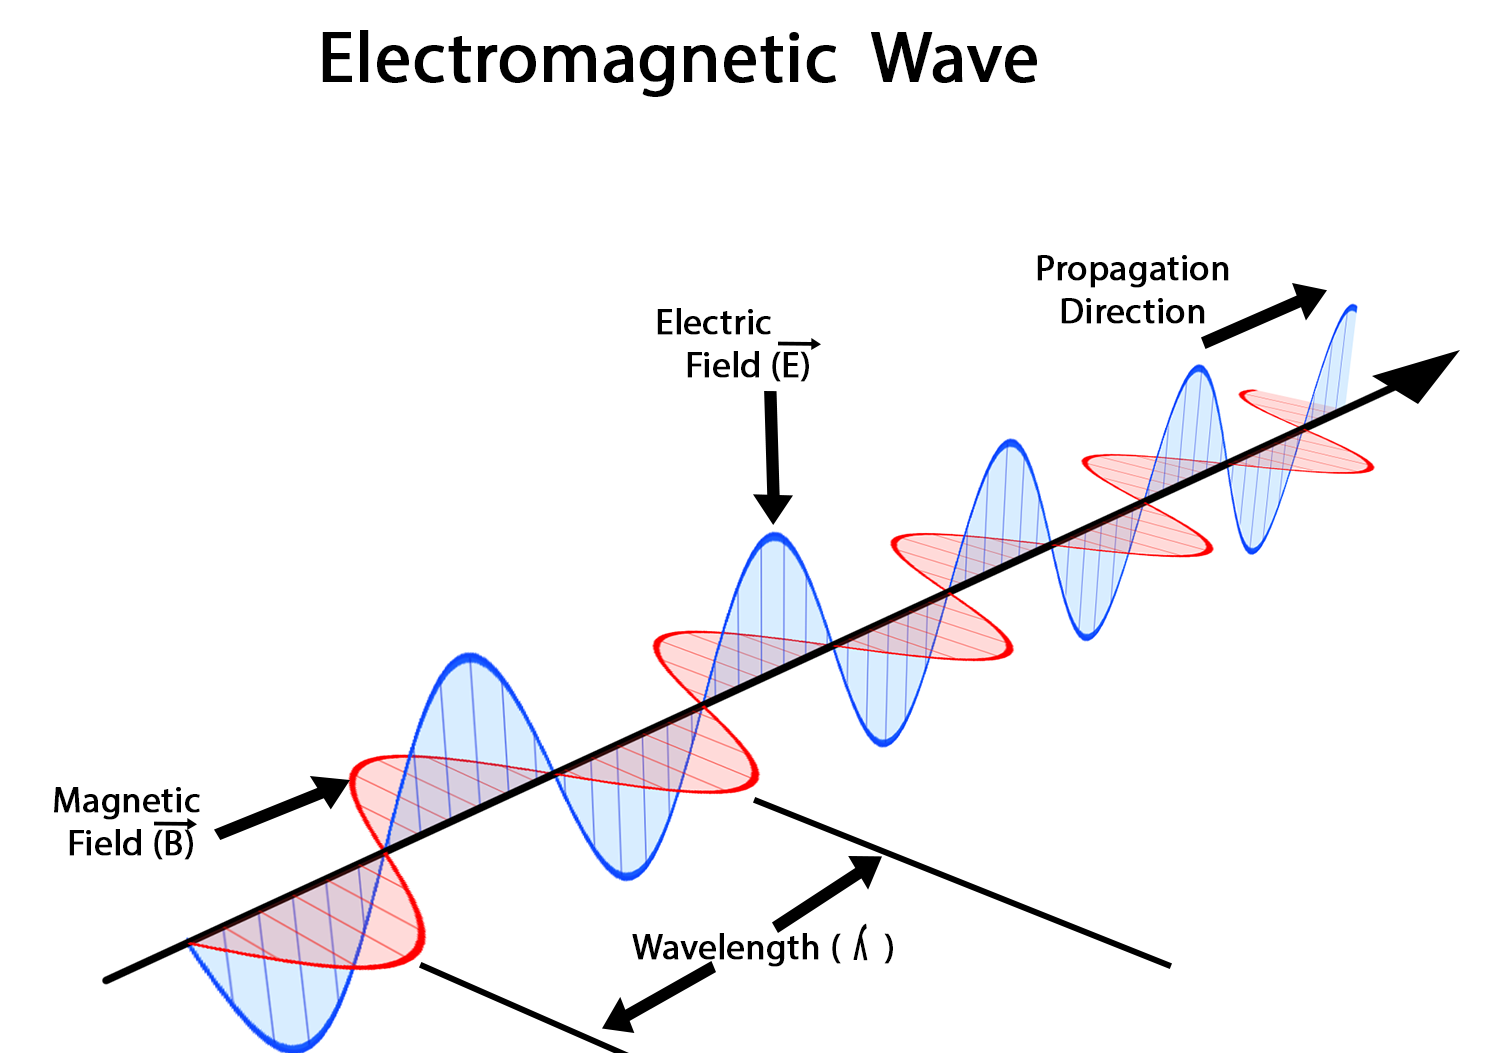 Electromagnetic Wave
Propagation
Direction
Electric
Field (E)
Magnetic
Field (B)
Wavelength ( λ )